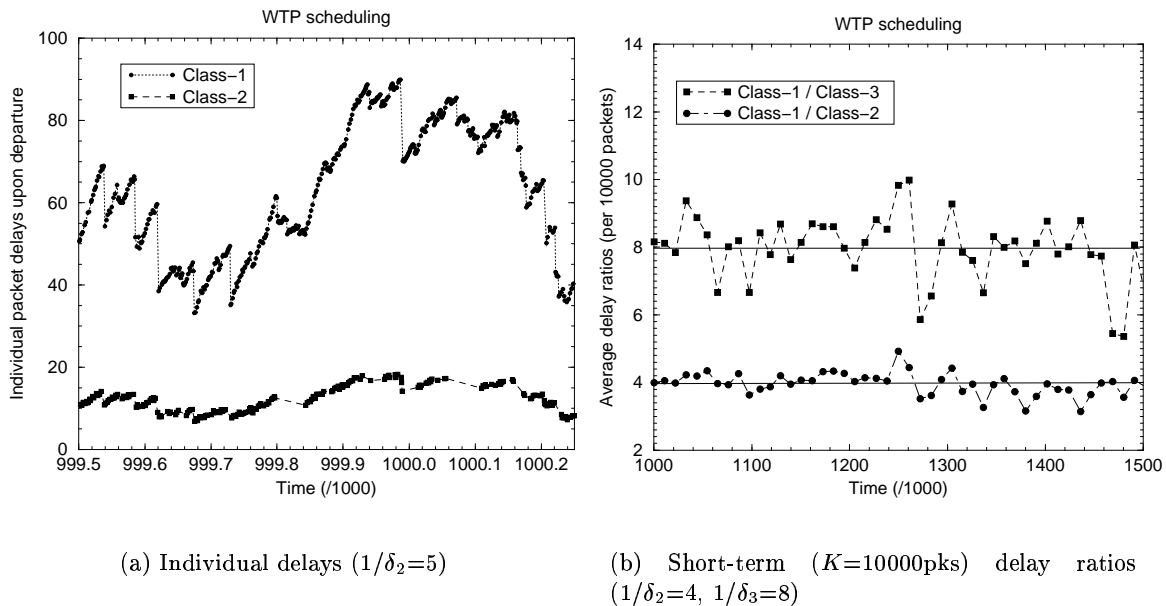 WTP scheduling
Individual packet delays upon departure
100
80
60
40
20
0
Class−1
Class−2
999.5 999.6 999.7 999.8 999.9 1000.0 1000.1 1000.2
Time (/1000)
(a) Individual delays (1/δ2=5)
WTP scheduling
Average delay ratios (per 10000 packets)
14
12
10
8
6
4
2
Class−1 / Class−3
Class−1 / Class−2
1000 1100 1200 1300 1400 1500
Time (/1000)
(b) Short-term (K=10000pks) delay ratios
(1/δ2=4, 1/δ3=8)